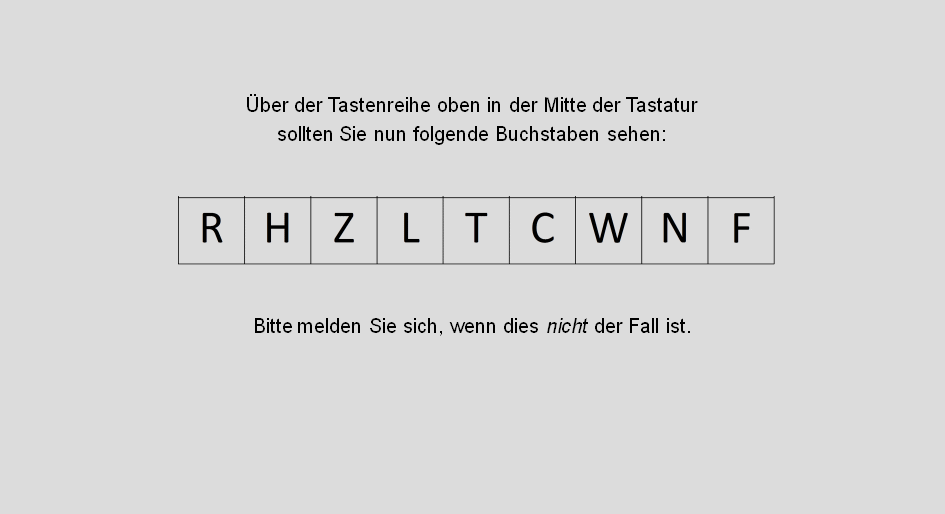 Über der Tastenreihe oben in der Mitte der Tastatur
sollten Sie nun folgende Buchstaben sehen:
R H Z L T C W N F
Bitte melden Sie sich, wenn dies nicht der Fall ist.